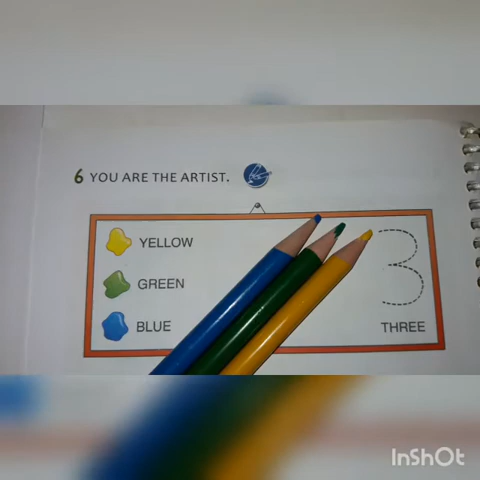 6 YOU ARE THE ARTIST.
YELLOW
GREEN
BLUE
3
THREE
InShOt